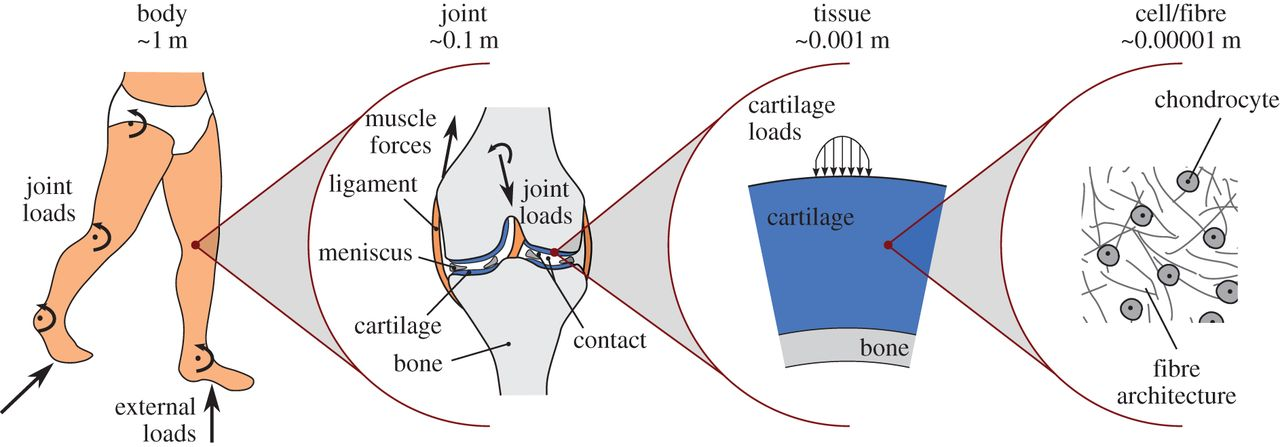 body
~1 m
joint
~0.1 m
tissue
~0.001 m
cell/fibre
~0.00001 m
joint
loads
external
loads
muscle
forces
ligament
joint
loads
meniscus
cartilage
bone
contact
cartilage
loads
cartilage
bone
chondrocyte
fibre
architecture